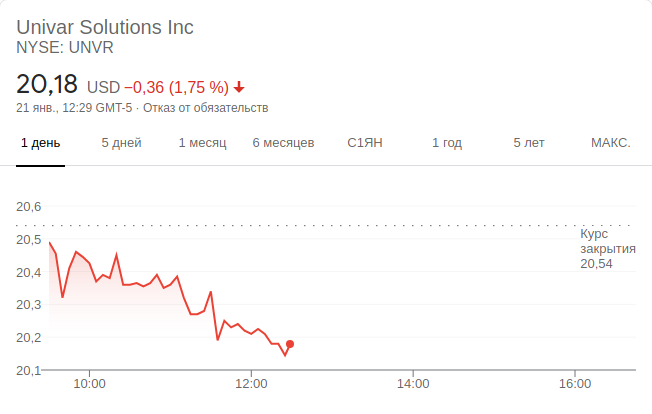 Univar Solutions Inc
NYSE: UNVR
20,18 USD −0,36 (1,75 %)
21 янв., 12:29 GMT-5 · Отказ от обязательств
1 день 5 дней 1 месяц 6 месяцев С1ЯН 1 год 5 лет МАКС.
20,6
20,5
20,4
20,3
20,2
20,1
Курс
закрытия
20,54
10:00 12:00 14:00 16:00